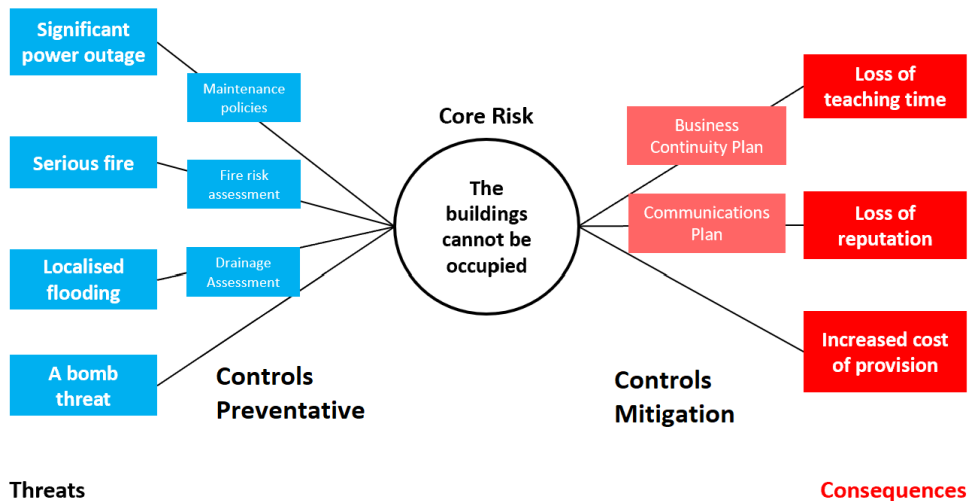 Significant
power outage
Maintenance
policies
Serious fire
Fire risk
assessment
Localised
flooding
Drainage
Assessment
A bomb
threat
Controls
Preventative
Threats
Core Risk
The
buildings
cannot be
occupied
Business
Continuity Plan
Communications
Plan
Controls
Mitigation
Loss of
teaching time
Loss of
reputation
Increased cost
of provision
Consequences